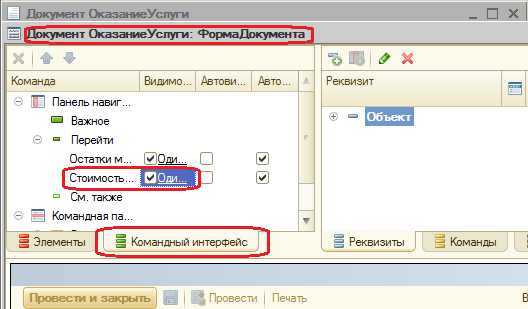 Документ ОказаниеУслуги
Документ ОказаниеУслуги: ФормаДокумента
Команда Видимо... Автови... Авто...
Панель навиг...
Важное
Перейти
Остатки м... Оди...
Стоимость... Оди...
См. также
Командная па...
Элементы Командный интерфейс
Реквизит
Объект
Реквизиты Команды
Провести и закрыть Провести Печать В